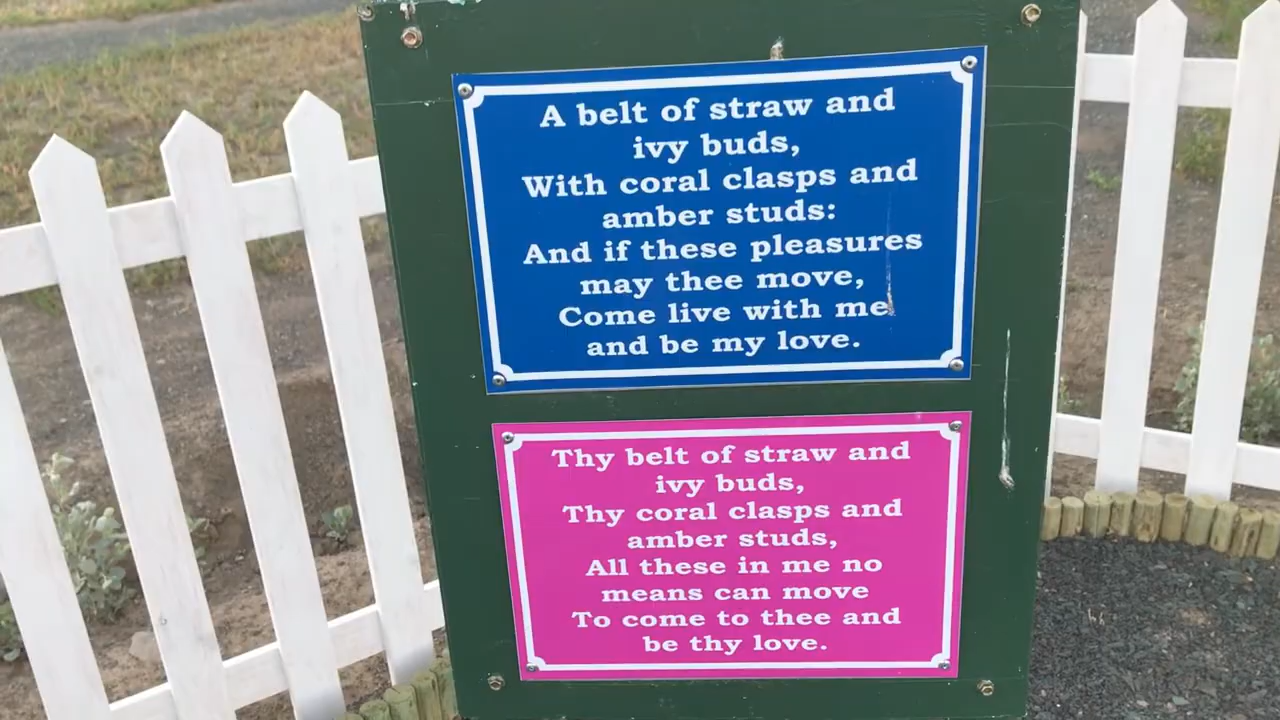 A belt of straw and
ivy buds,
With coral clasps and
amber studs:
And if these pleasures
may thee move,
Come live with me
and be my love.
Thy belt of straw and
ivy buds,
Thy coral clasps and
amber studs,
All these in me no
means can move
To come to thee and
be thy love.